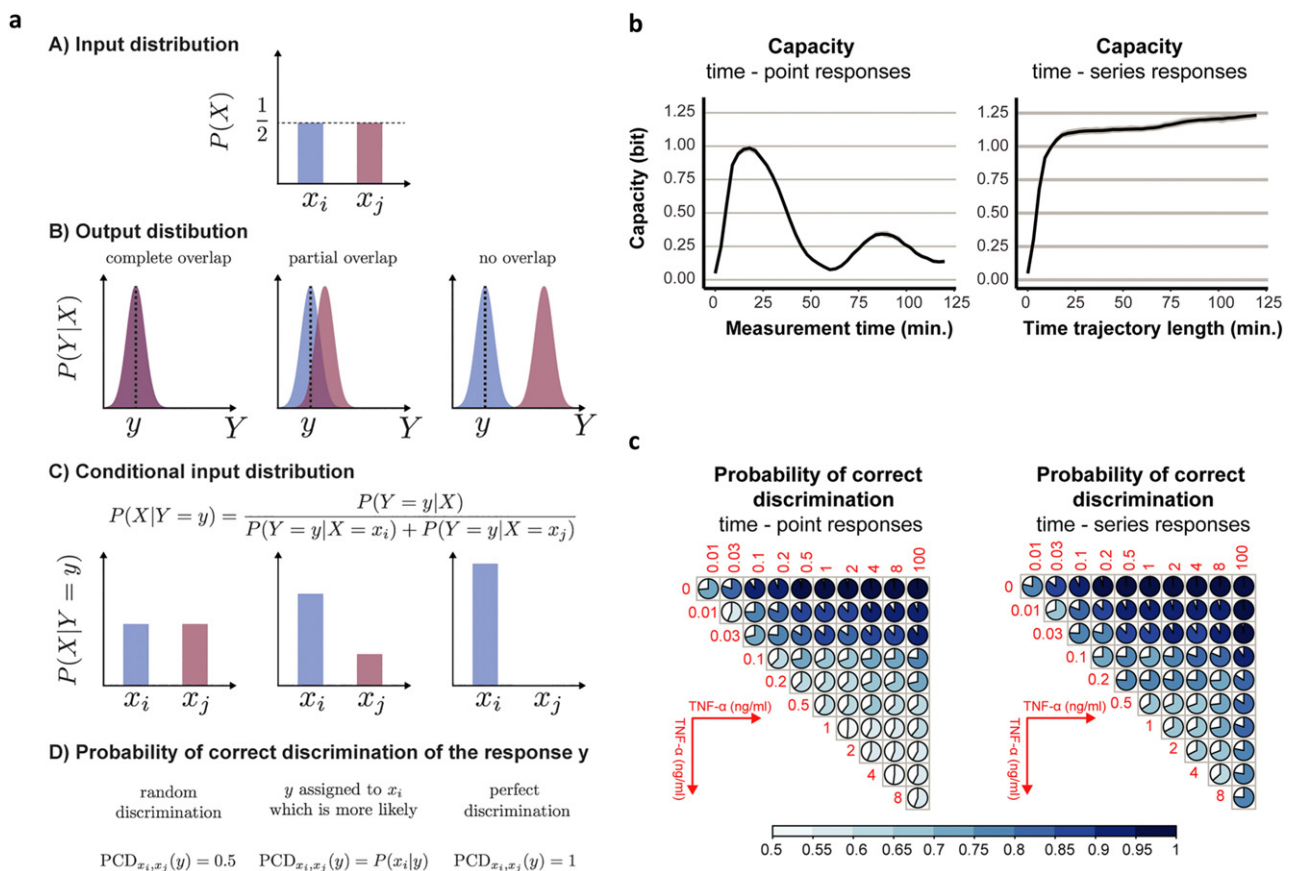 a
A) Input distribution
P(X)
1/2
x_i x_j
B) Output distibution
complete overlap partial overlap no overlap
P(Y|X)
y Y y Y y Y
C) Conditional input distribution
P(X|Y = y) = P(Y = y|X) / P(Y = y|X = x_i) + P(Y = y|X = x_j)
P(X|Y = y)
x_i x_j x_i x_j x_i x_j
D) Probability of correct discrimination of the response y
random discrimination
y assigned to x_i which is more likely
perfect discrimination
PCD_{x_i,x_j}(y) = 0.5 PCD_{x_i,x_j}(y) = P(x_i|y) PCD_{x_i,x_j}(y) = 1
b
Capacity
time - point responses
Capacity (bit)
1.25
1.00
0.75
0.50
0.25
0.00
0 25 50 75 100 125
Measurement time (min.)
Capacity
time - series responses
1.25
1.00
0.75
0.50
0.25
0.00
0 25 50 75 100 125
Time trajectory length (min.)
c
Probability of correct
discrimination
time - point responses
0.01 0.03 0.1 0.2 0.5 1 2 4 8 100
0
0.01
0.03
0.1
0.2
0.5
1
2
4
8
TNF-α (ng/ml)
TNF-α (ng/ml)
Probability of correct
discrimination
time - series responses
0.01 0.03 0.1 0.2 0.5 1 2 4 8 100
0
0.01
0.03
0.1
0.2
0.5
1
2
4
8
TNF-α (ng/ml)
TNF-α (ng/ml)
0.5 0.55 0.6 0.65 0.7 0.75 0.8 0.85 0.9 0.95 1